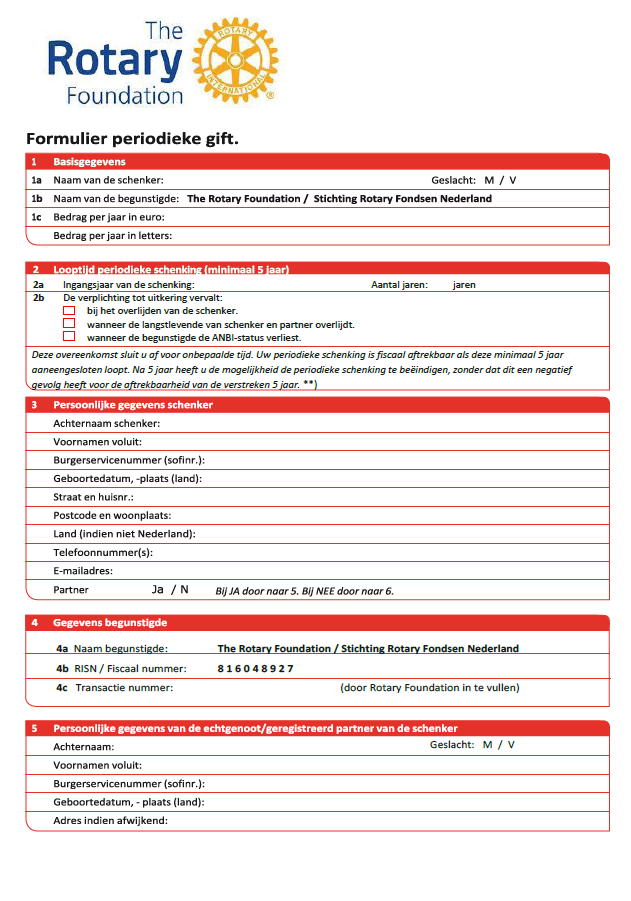 The
Rotary
Foundation
ROTARY
INTERNATIONAL
®
Formulier periodieke gift.
1 Basisgegevens
1a Naam van de schenker: Geslacht: M / V
1b Naam van de begunstigde: The Rotary Foundation / Stichting Rotary Fondsen Nederland
1c Bedrag per jaar in euro:
Bedrag per jaar in letters:
2 Looptijd periodieke schenking (minimaal 5 jaar)
2a Ingangsjaar van de schenking: Aantal jaren: jaren
2b De verplichting tot uitkering vervalt:
bij het overlijden van de schenker.
wanneer de langstlevende van schenker en partner overlijdt.
wanneer de begunstigde de ANBI-status verliest.
Deze overeenkomst sluit u af voor onbepaalde tijd. Uw periodieke schenking is fiscaal aftrekbaar als deze minimaal 5 jaar
aaneengesloten loopt. Na 5 jaar heeft u de mogelijkheid de periodieke schenking te beëindigen, zonder dat dit een negatief
gevolg heeft voor de aftrekbaarheid van de verstreken 5 jaar. **)
3 Persoonlijke gegevens schenker
Achternaam schenker:
Voornamen voluit:
Burgerservicenummer (sofinr.):
Geboortedatum, -plaats (land):
Straat en huisnr.:
Postcode en woonplaats:
Land (indien niet Nederland):
Telefoonnummer(s):
E-mailadres:
Partner Ja / N Bij JA door naar 5. Bij NEE door naar 6.
4 Gegevens begunstigde
4a Naam begunstigde: The Rotary Foundation / Stichting Rotary Fondsen Nederland
4b RISN / Fiscaal nummer: 8 1 6 0 4 8 9 2 7
4c Transactie nummer: (door Rotary Foundation in te vullen)
5 Persoonlijke gegevens van de echtgenoot/geregistreerd partner van de schenker
Achternaam: Geslacht: M / V
Voornamen voluit:
Burgerservicenummer (sofinr.):
Geboortedatum, - plaats (land):
Adres indien afwijkend: